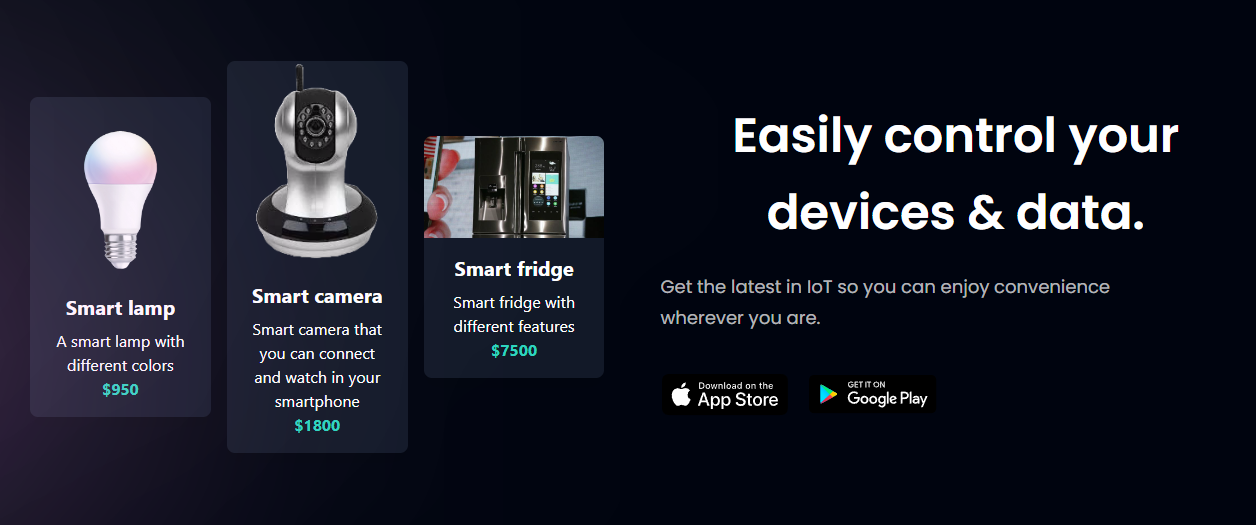 Smart lamp
A smart lamp with
different colors
$950
Smart camera
Smart camera that
you can connect
and watch in your
smartphone
$1800
Smart fridge
Smart fridge with
different features
$7500
Easily control your
devices & data.
Get the latest in IoT so you can enjoy convenience
wherever you are.
Download on the
App Store
GET IT ON
Google Play